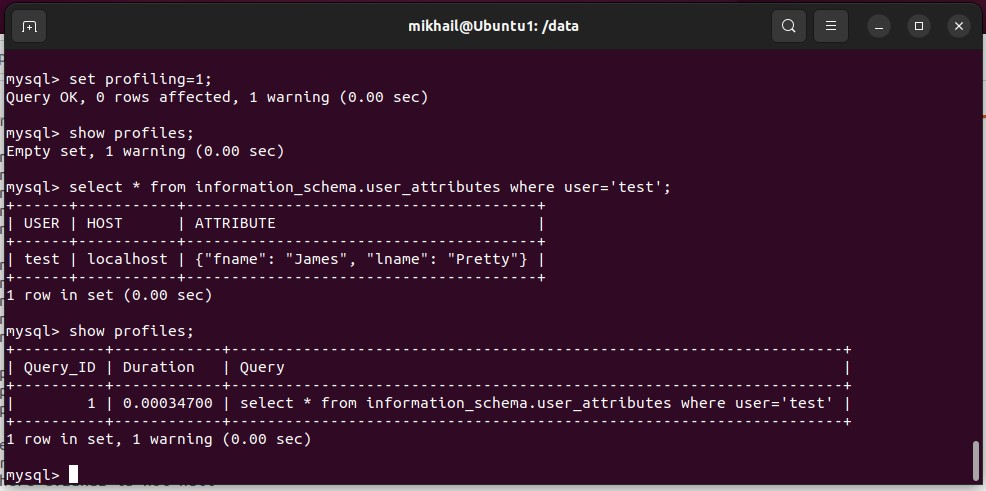 mikhail@Ubuntu1: /data
mysql> set profiling=1;
Query OK, 0 rows affected, 1 warning (0.00 sec)
mysql> show profiles;
Empty set, 1 warning (0.00 sec)
mysql> select * from information_schema.user_attributes where user='test';
+------+-----------+---------------------------------------+
| USER | HOST      | ATTRIBUTE                             |
+------+-----------+---------------------------------------+
| test | localhost | {"fname": "James", "lname": "Pretty"} |
+------+-----------+---------------------------------------+
1 row in set (0.00 sec)
mysql> show profiles;
+----------+------------+--------------------------------------------------------------------+
| Query_ID | Duration   | Query                                                              |
+----------+------------+--------------------------------------------------------------------+
|        1 | 0.00034700 | select * from information_schema.user_attributes where user='test' |
+----------+------------+--------------------------------------------------------------------+
1 row in set, 1 warning (0.00 sec)
mysql>